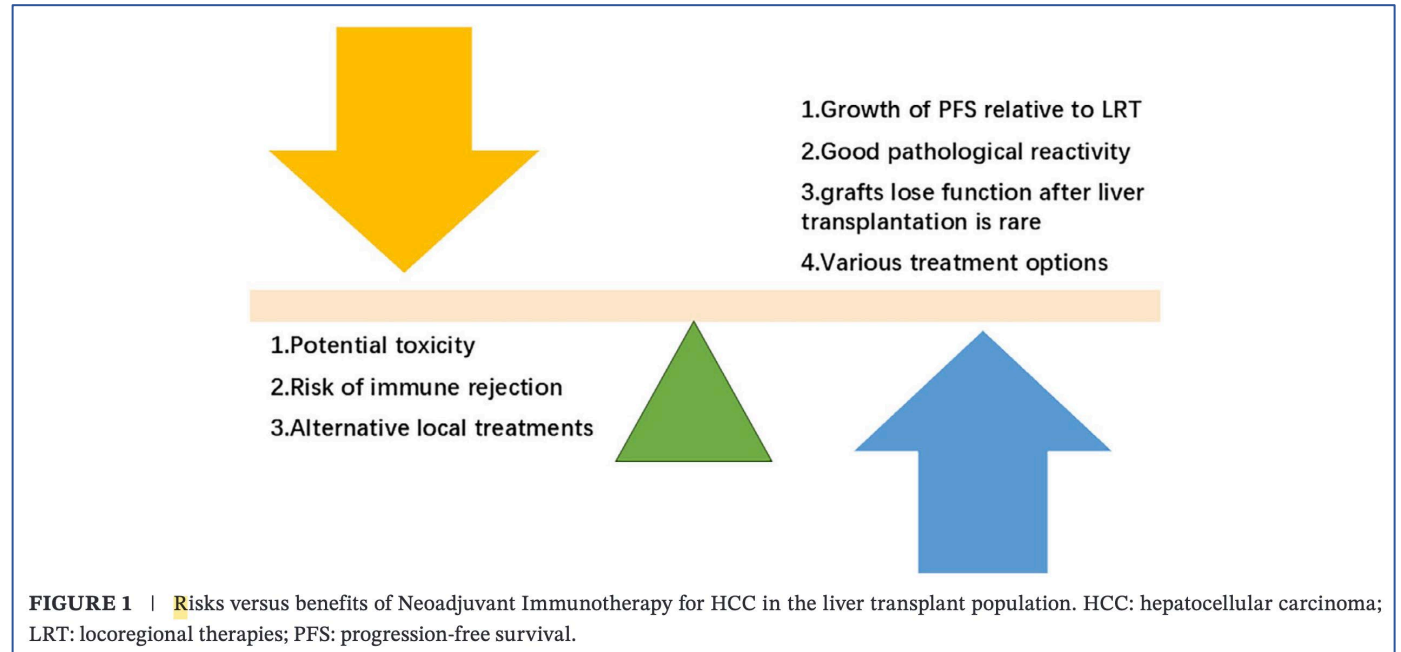 1.Growth of PFS relative to LRT
2.Good pathological reactivity
3.grafts lose function after liver
transplantation is rare
4.Various treatment options
1.Potential toxicity
2.Risk of immune rejection
3.Alternative local treatments
FIGURE 1 | Risks versus benefits of Neoadjuvant Immunotherapy for HCC in the liver transplant population. HCC: hepatocellular carcinoma;
LRT: locoregional therapies; PFS: progression-free survival.